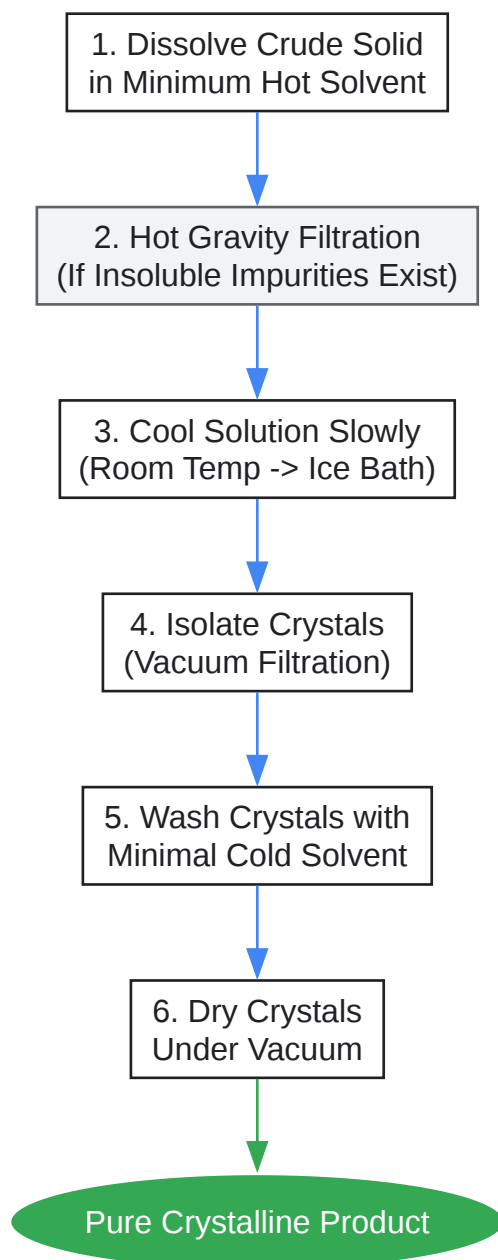 1. Dissolve Crude Solid
in Minimum Hot Solvent
2. Hot Gravity Filtration
(If Insoluble Impurities Exist)
3. Cool Solution Slowly
(Room Temp -> Ice Bath)
4. Isolate Crystals
(Vacuum Filtration)
5. Wash Crystals with
Minimal Cold Solvent
6. Dry Crystals
Under Vacuum
Pure Crystalline Product